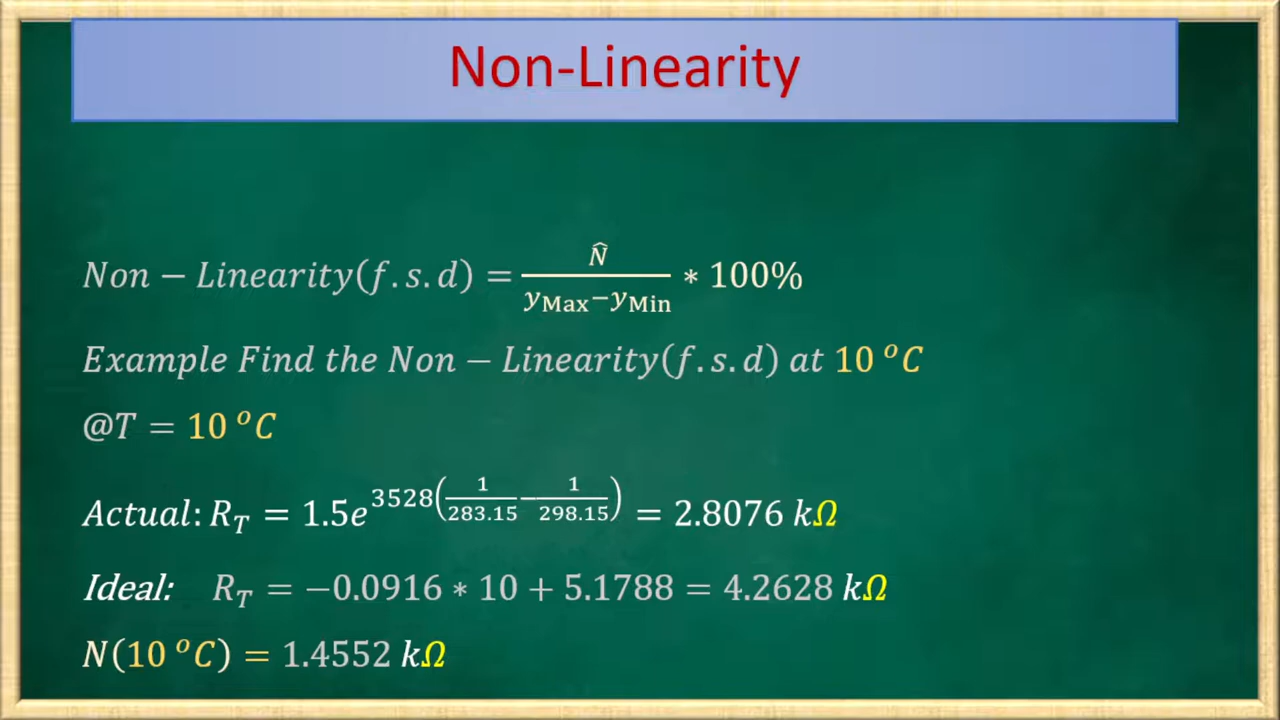 Non-Linearity
Non − Linearity(f.s.d) = N̂ / (y_Max − y_Min) * 100%
Example Find the Non − Linearity(f.s.d) at 10 °C
@T = 10 °C
Actual: R_T = 1.5e^{3528(1/283.15 − 1/298.15)} = 2.8076 kΩ
Ideal: R_T = −0.0916 * 10 + 5.1788 = 4.2628 kΩ
N(10 °C) = 1.4552 kΩ